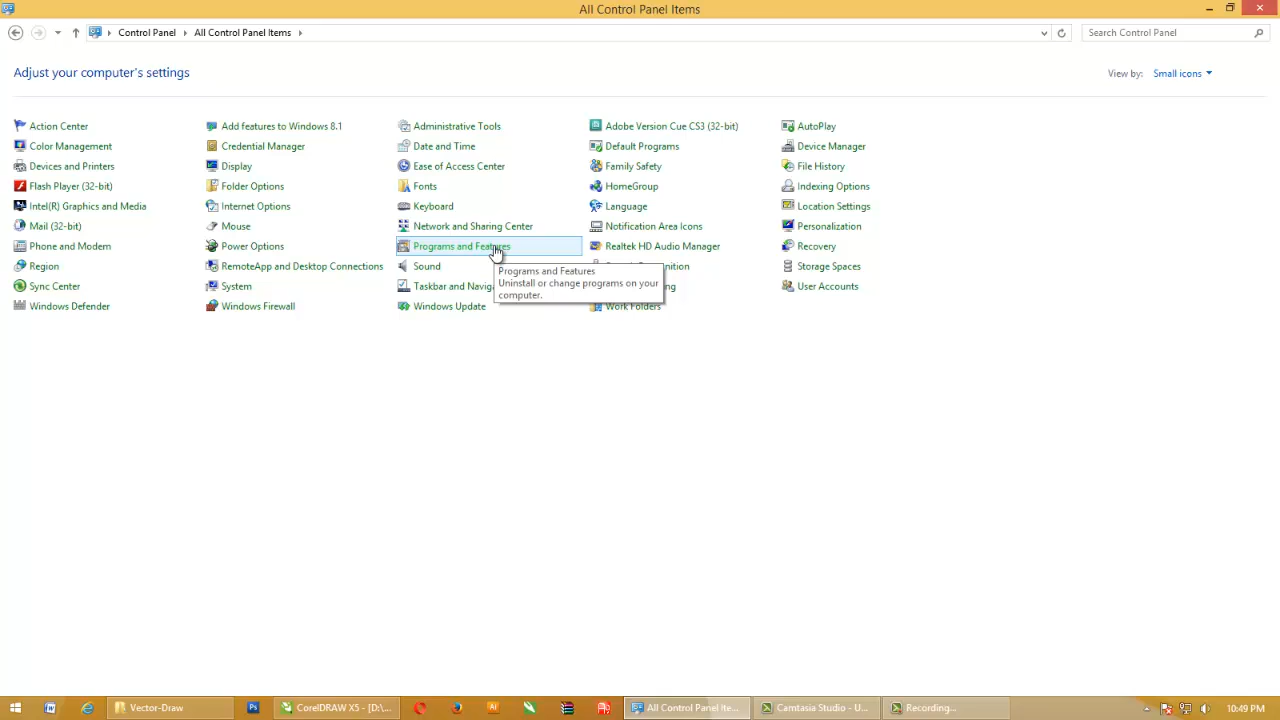 All Control Panel Items
Control Panel All Control Panel Items
Search Control Panel
Adjust your computer's settings
View by: Small icons
Action Center
Add features to Windows 8.1
Administrative Tools
Adobe Version Cue CS3 (32-bit)
AutoPlay
Color Management
Credential Manager
Date and Time
Default Programs
Device Manager
Devices and Printers
Display
Ease of Access Center
Family Safety
File History
Flash Player (32-bit)
Folder Options
Fonts
HomeGroup
Indexing Options
Intel(R) Graphics and Media
Internet Options
Keyboard
Language
Location Settings
Mail (32-bit)
Mouse
Network and Sharing Center
Notification Area Icons
Personalization
Phone and Modem
Power Options
Programs and Features
Realtek HD Audio Manager
Recovery
Region
RemoteApp and Desktop Connections
Sound
Storage Spaces
Sync Center
System
Taskbar and
User Accounts
Windows Defender
Windows Firewall
Windows Update
Work Folders
Programs and Features
Uninstall or change programs on your
computer.
Vector-Draw
CorelDRAW X5 - [D:\...
All Control Panel Ite...
Camtasia Studio - U...
Recording...
10:49 PM